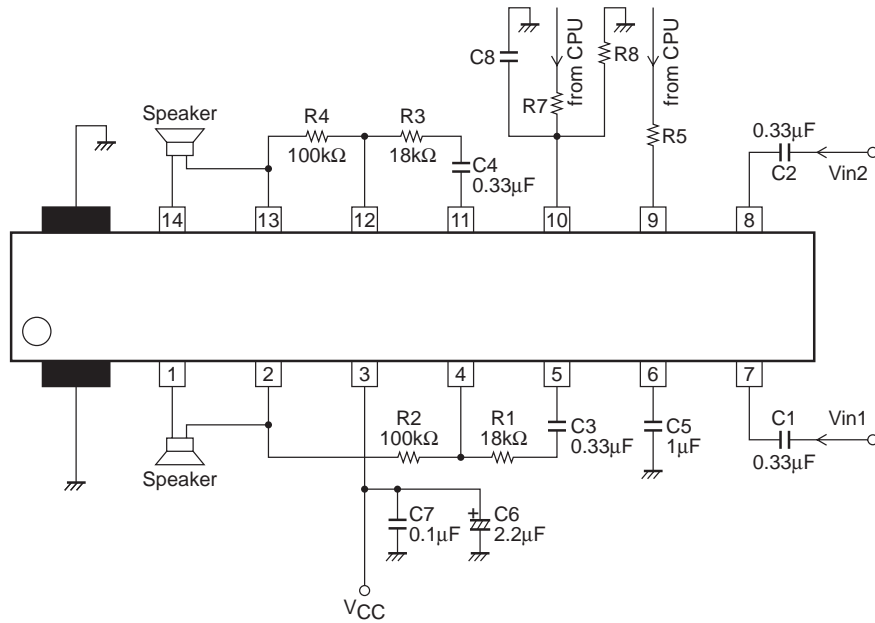 C8
R7
from CPU
R8
from CPU
R5
Speaker
R4
100kΩ
R3
18kΩ
C4
0.33μF
0.33μF
C2
Vin2
14
13
12
11
10
9
8
1
2
3
4
5
6
7
Speaker
R2
100kΩ
R1
18kΩ
C3
0.33μF
C5
1μF
C1
0.33μF
Vin1
C7
0.1μF
+
C6
2.2μF
VCC